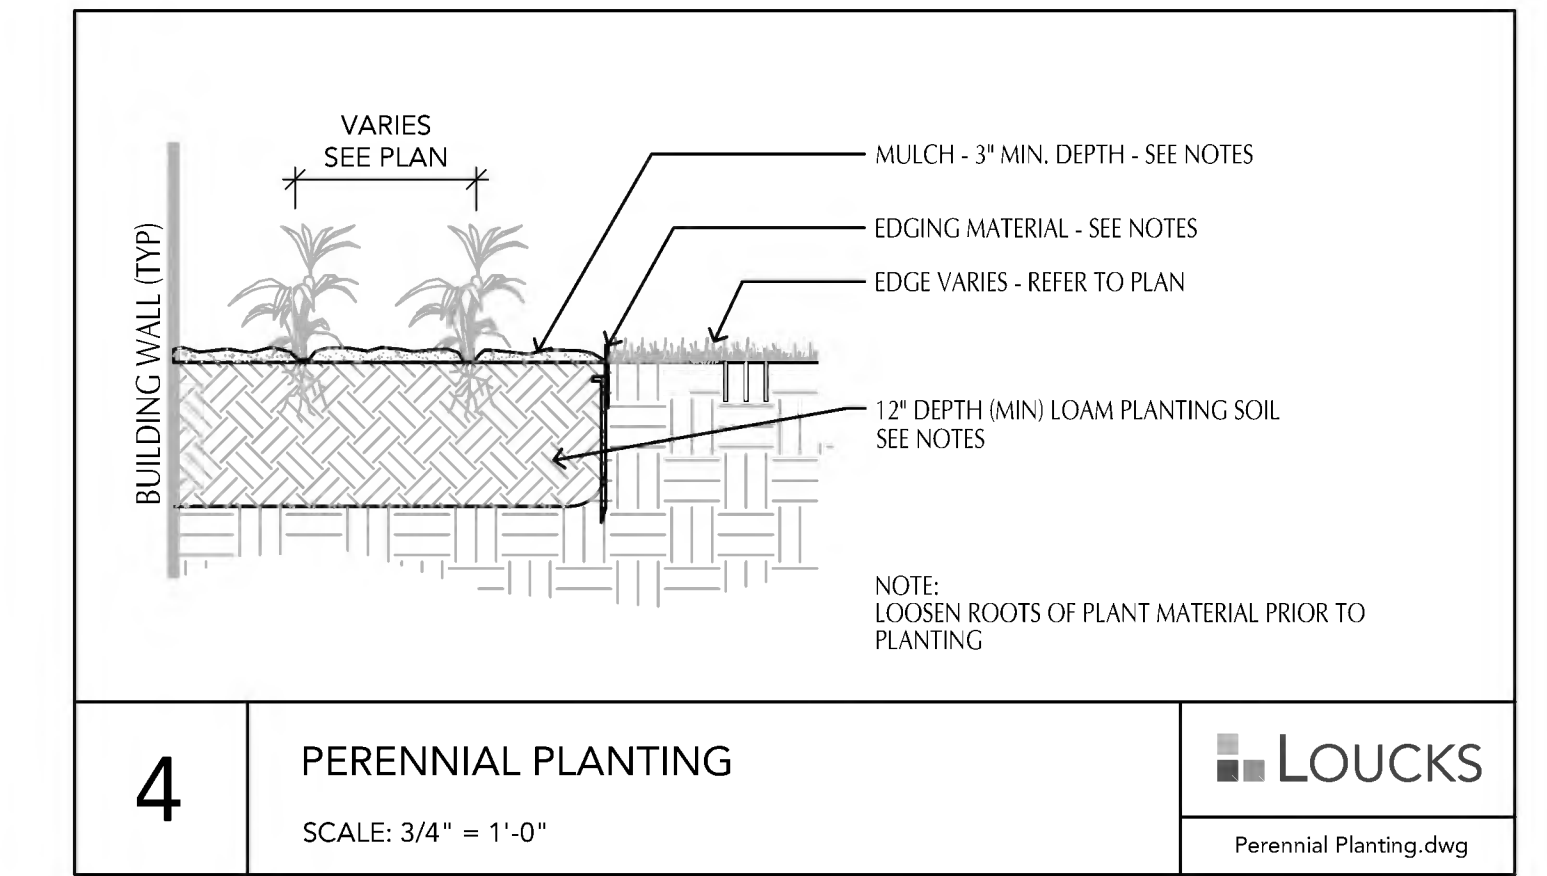 VARIES
SEE PLAN
BUILDING WALL (TYP)
MULCH - 3" MIN. DEPTH - SEE NOTES
EDGING MATERIAL - SEE NOTES
EDGE VARIES - REFER TO PLAN
12" DEPTH (MIN) LOAM PLANTING SOIL
SEE NOTES
NOTE:
LOOSEN ROOTS OF PLANT MATERIAL PRIOR TO
PLANTING
4
PERENNIAL PLANTING
SCALE: 3/4" = 1'-0"
LOUCKS
Perennial Planting.dwg